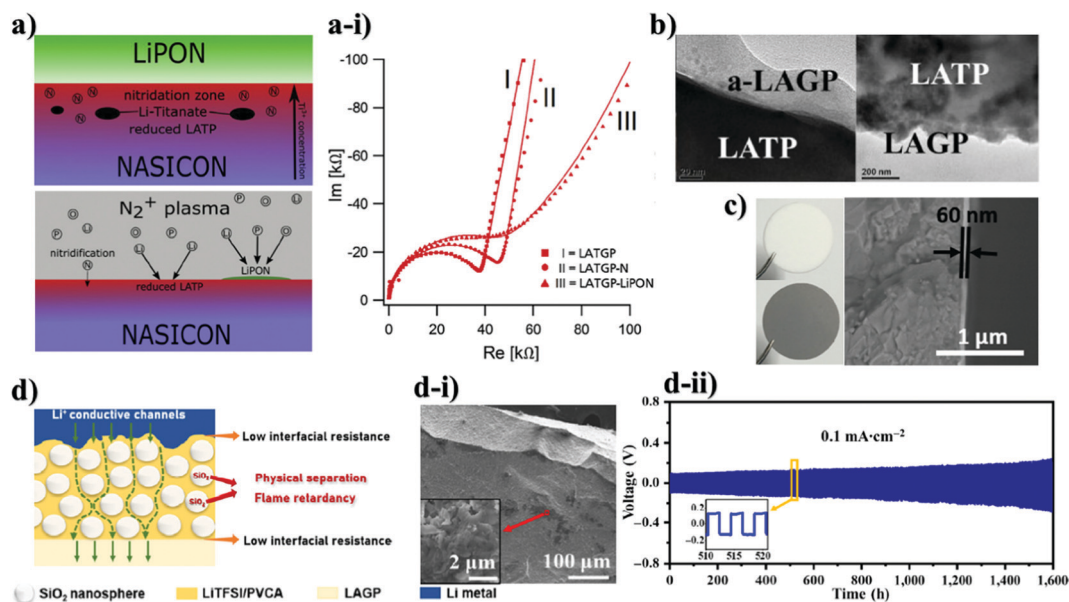 a)
LiPON
N N N N N N
nitridation zone
Li-Titanate
reduced LATP
NASICON
Ti³⁺ concentration
N₂⁺ plasma
nitridification
N
O P Li P Li Li P O
LiPON
reduced LATP
NASICON
a-i)
-100
-80
-60
-40
-20
0
Im [kΩ]
I
II
III
I = LATGP
II = LATGP-N
III = LATGP-LiPON
0 20 40 60 80 100
Re [kΩ]
b)
a-LAGP
LATP
LATP
LAGP
200 nm
c)
60 nm
1 μm
d)
Li⁺ conductive channels
Low interfacial resistance
SiO₂
Physical separation
SiO₂
Flame retardancy
Low interfacial resistance
SiO₂ nanosphere LiTFSI/PVCA LAGP Li metal
d-i)
2 μm
100 μm
d-ii)
0.8
0.4
0.0
−0.4
−0.8
Voltage (V)
0.1 mA·cm⁻²
0.2
0.0
−0.2
510 515 520
0 200 400 600 800 1,000 1,200 1,400 1,600
Time (h)